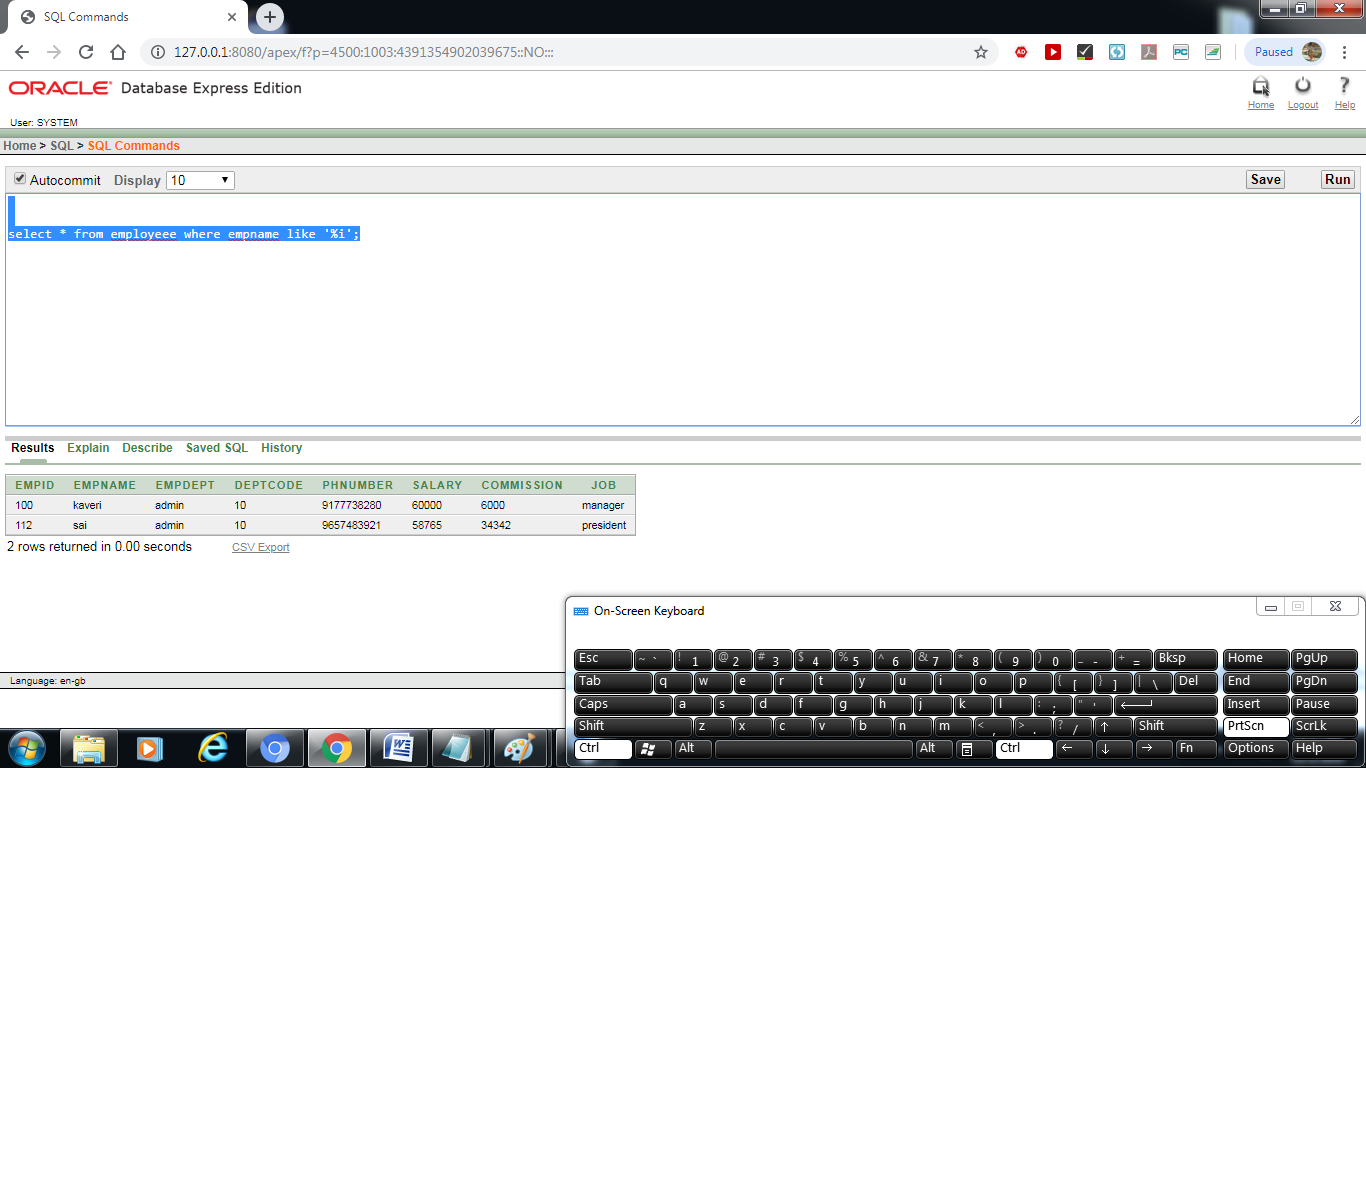 SQL Commands
127.0.0.1:8080/apex/f?p=4500:1003:4391354902039675::NO:::
Paused
ORACLE Database Express Edition
Home Logout Help
User: SYSTEM
Home > SQL > SQL Commands
Autocommit Display 10 Save Run
select * from employeee where empname like '%i';
Results Explain Describe Saved SQL History
EMPID EMPNAME EMPDEPT DEPTCODE PHNUMBER SALARY COMMISSION JOB
100 kaveri admin 10 9177738280 60000 6000 manager
112 sai admin 10 9657483921 58765 34342 president
2 rows returned in 0.00 seconds CSV Export
On-Screen Keyboard
Esc ~ ` ! 1 @ 2 # 3 $ 4 % 5 ^ 6 & 7 * 8 ( 9 ) 0 _ - + = Bksp Home PgUp
Tab q w e r t y u i o p { [ } ] | \ Del End PgDn
Caps a s d f g h j k l : ; " ' Insert Pause
Shift z x c v b n m < , > . ? / ↑ Shift PrtScn ScrLk
Ctrl Alt Alt Ctrl ← ↓ → Fn Options Help
Language: en-gb